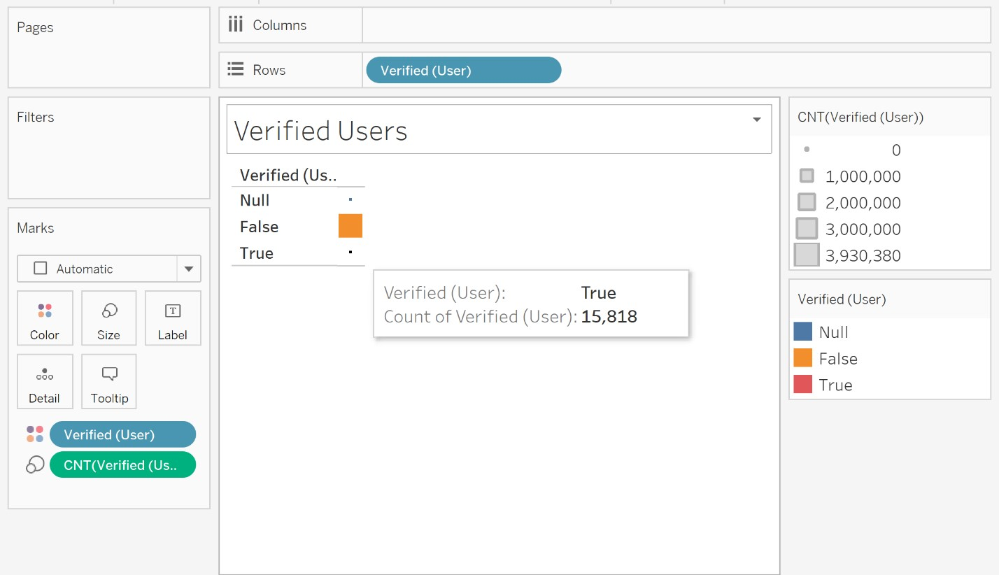 Pages
Columns
Rows
Verified (User)
Filters
Marks
Automatic
Color
Size
Label
Detail
Tooltip
Verified (User)
CNT(Verified (Us..
Verified Users
Verified (Us..
Null
False
True
Verified (User): True
Count of Verified (User): 15,818
CNT(Verified (User))
0
1,000,000
2,000,000
3,000,000
3,930,380
Verified (User)
Null
False
True